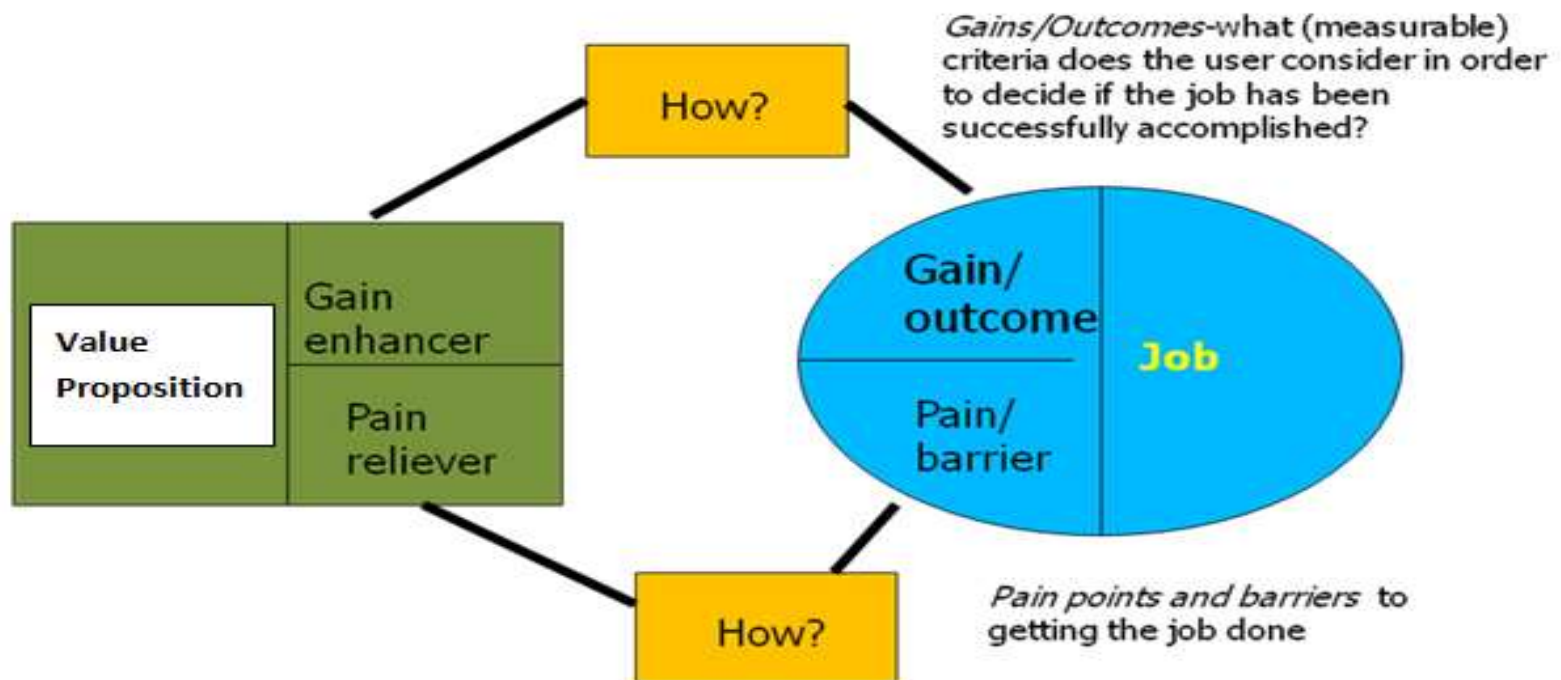 Gains/Outcomes-what (measurable)
criteria does the user consider in order
to decide if the job has been
successfully accomplished?
How?
Value
Proposition
Gain
enhancer
Pain
reliever
Gain/
outcome
Pain/
barrier
Job
How?
Pain points and barriers to
getting the job done